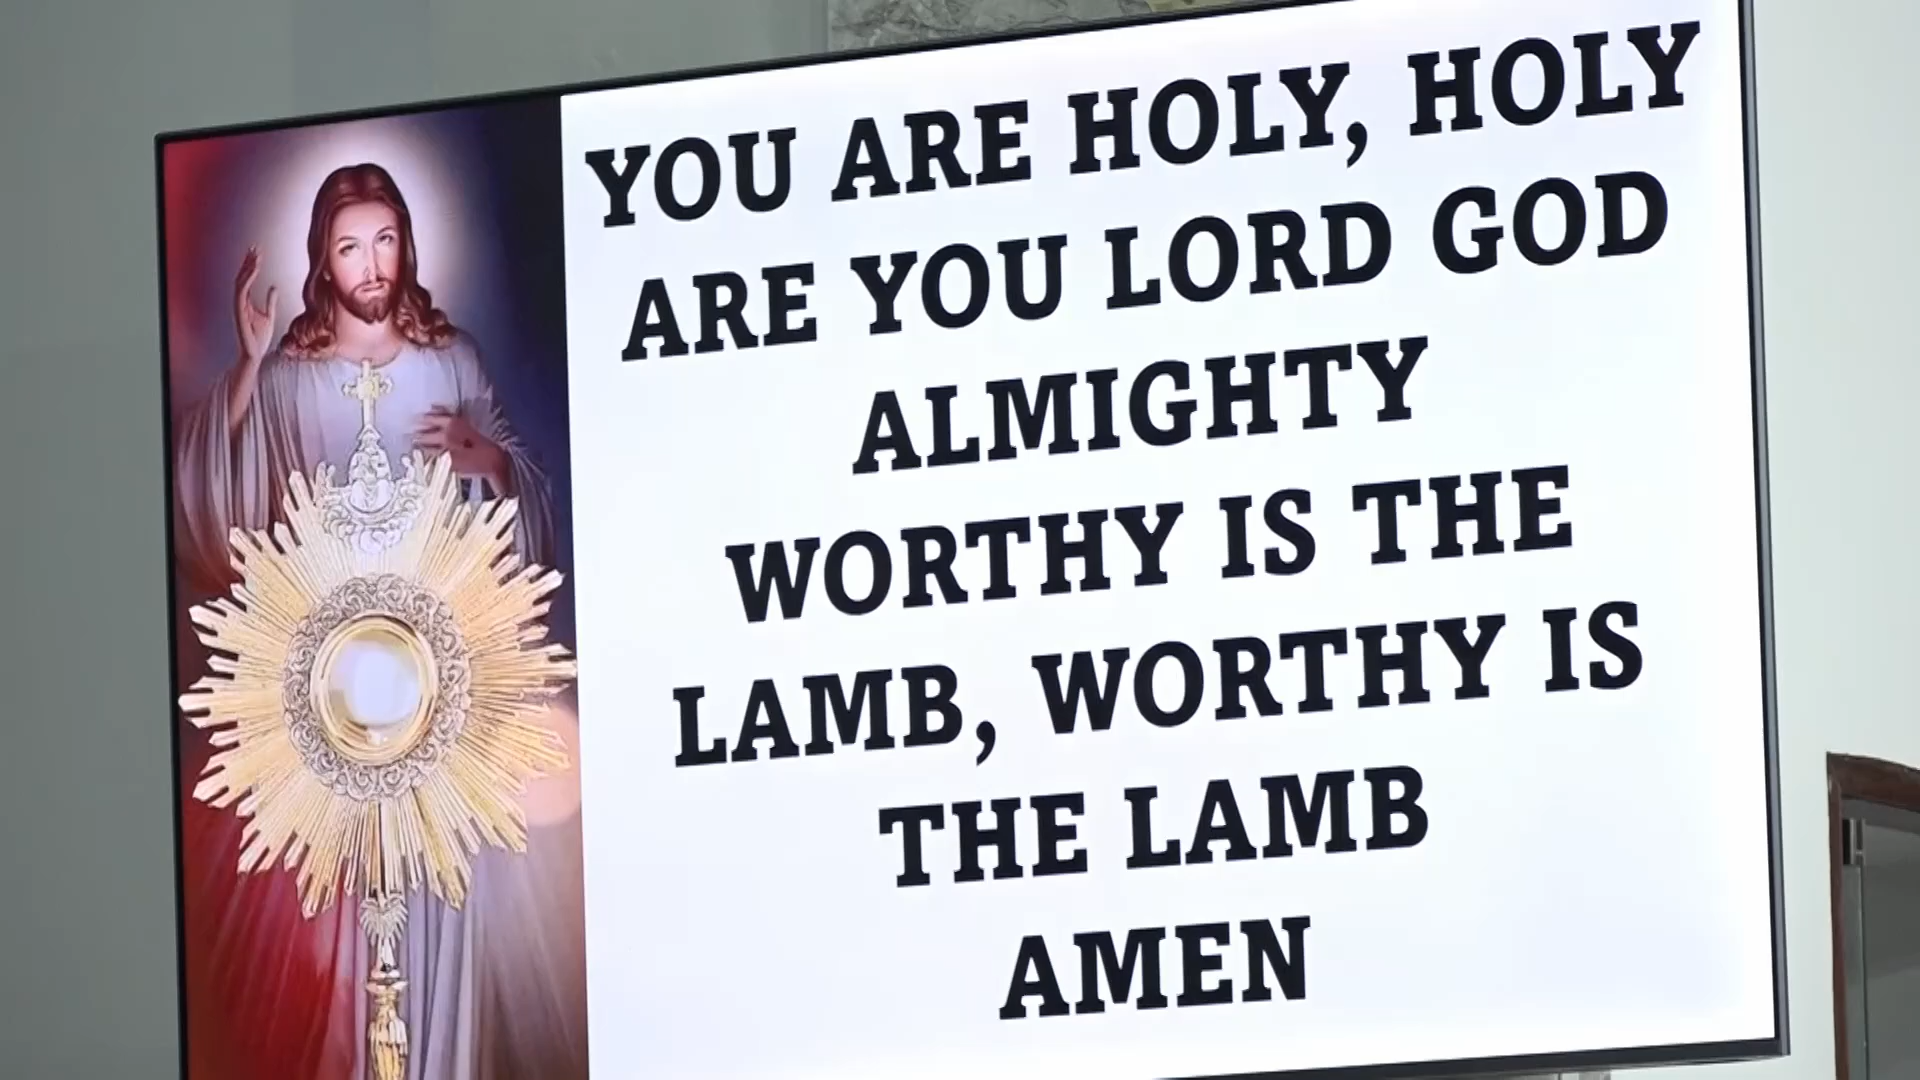 YOU ARE HOLY, HOLY
ARE YOU LORD GOD
ALMIGHTY
WORTHY IS THE
LAMB, WORTHY IS
THE LAMB
AMEN